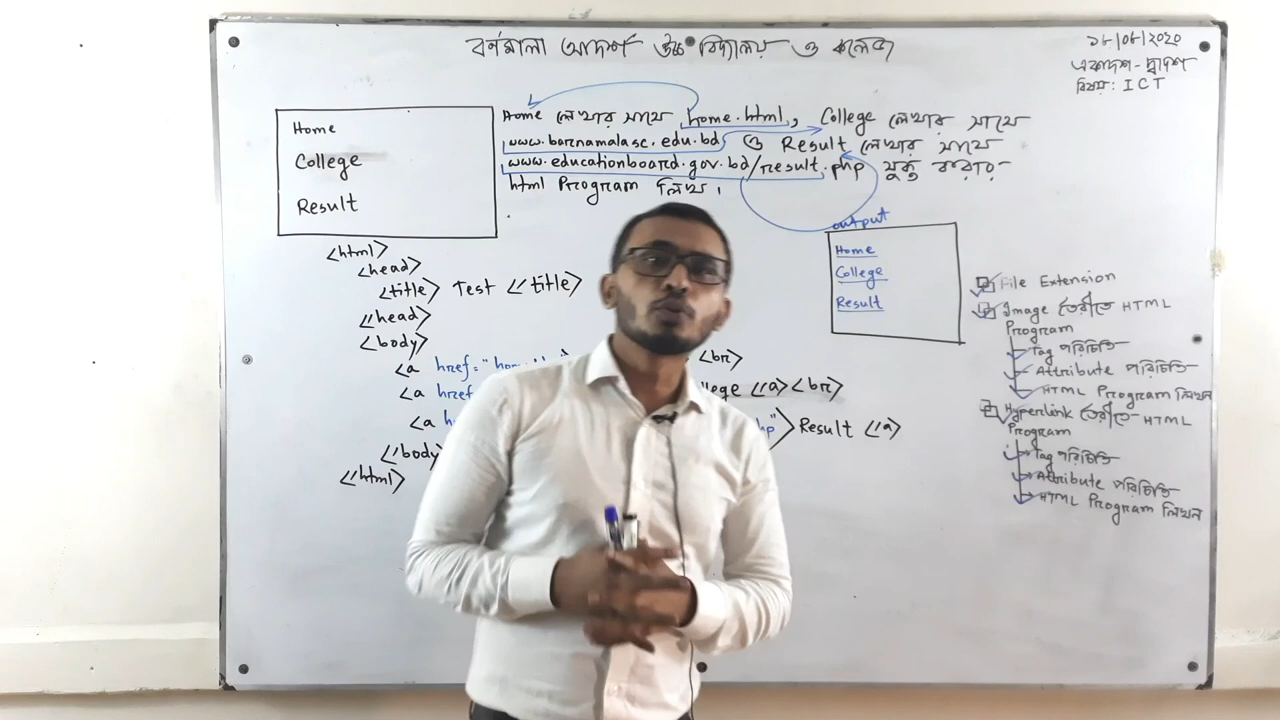 বর্ণমালা আদর্শ উচ্চ বিদ্যালয় ও কলেজ
১৮/০৮/২০২০
একাদশ-দ্বাদশ
বিষয়: ICT
Home
College
Result
Home লেখার সাথে home.html, College লেখার সাথে
www.barnamalasc.edu.bd ও Result লেখার সাথে
www.educationboard.gov.bd/result.php যুক্ত করার
html Program লিখ।
<html>
<head>
<title> Test </title>
</head>
<body>
<a href="hom <br>
<a href llege </a><br>
<a h hp"> Result </a>
</body
</html>
output
Home
College
Result
File Extension
Image তৈরীতে HTML
Program
Tag পরিচিতি
Attribute পরিচিতি
HTML Program লিখন
Hyperlink তৈরীতে HTML
Program
Tag পরিচিতি
Attribute পরিচিতি
HTML Program লিখন